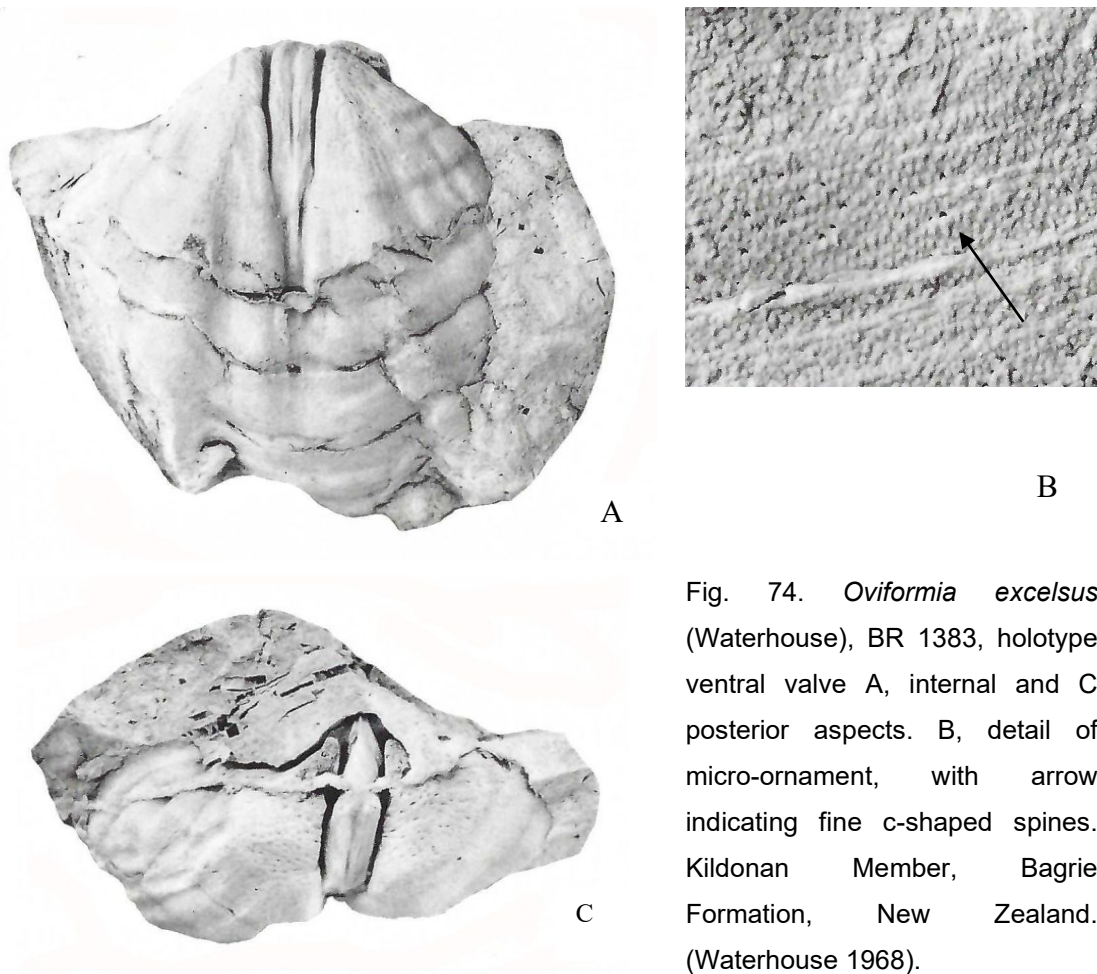 A
B
C
Fig. 74. Oviformia excelsus
(Waterhouse), BR 1383, holotype
ventral valve A, internal and C
posterior aspects. B, detail of
micro-ornament, with arrow
indicating fine c-shaped spines.
Kildonan Member, Bagrie
Formation, New Zealand.
(Waterhouse 1968).